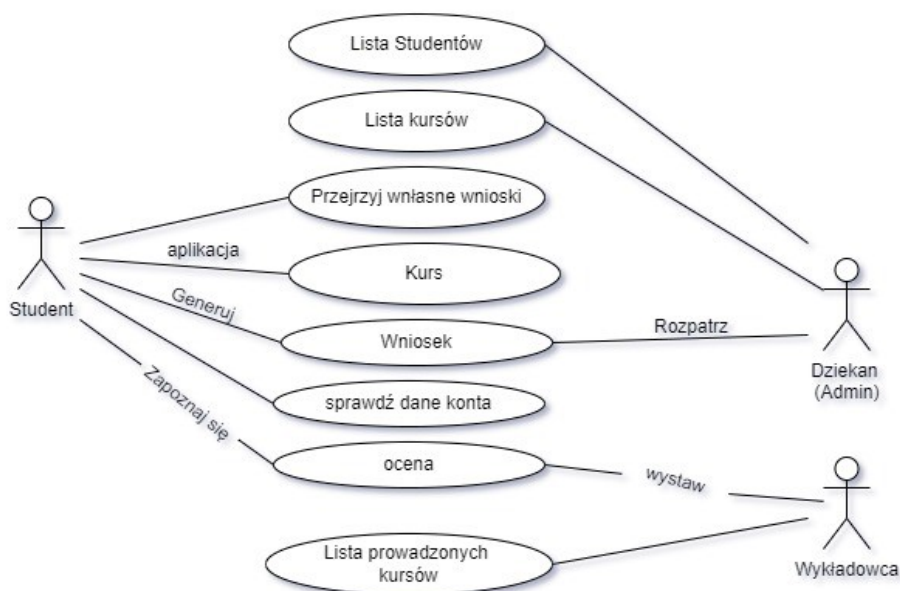 Lista Studentów
Lista kursów
Przejrzyj wnłasne wnioski
aplikacja
Kurs
Generuj
Student
Wniosek
Rozpatrz
Dziekan
(Admin)
Zapoznaj się
sprawdź dane konta
ocena
wystaw
Lista prowadzonych
kursów
Wykładowca